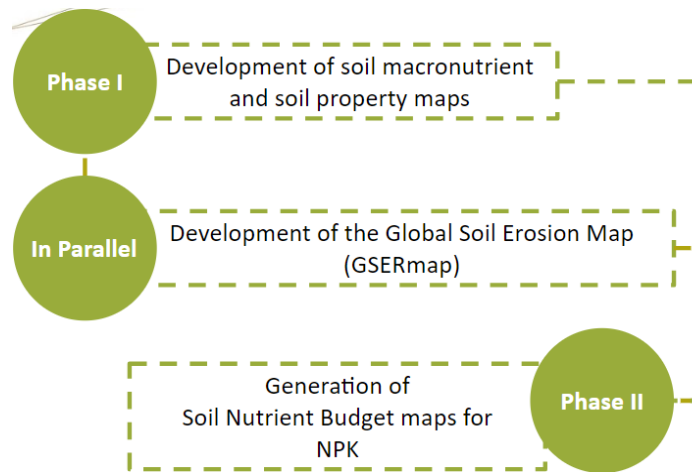 Phase I
Development of soil macronutrient
and soil property maps
In Parallel
Development of the Global Soil Erosion Map
(GSERmap)
Generation of
Soil Nutrient Budget maps for
NPK
Phase II